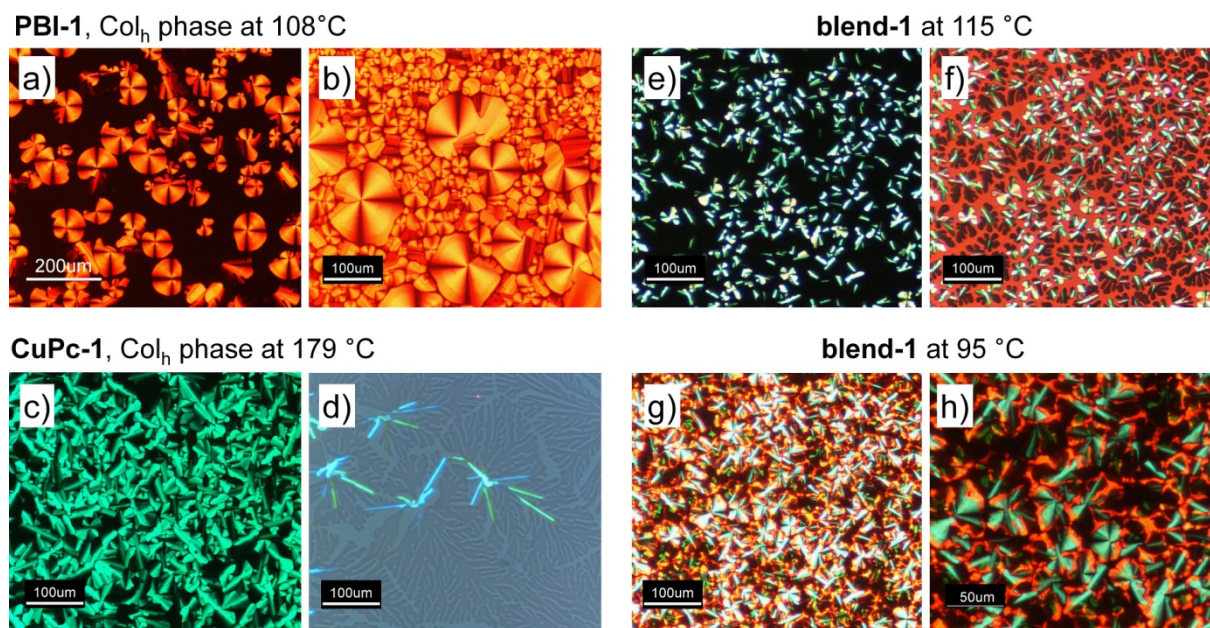 PBI-1, Colₕ phase at 108°C
blend-1 at 115 °C
a)
b)
e)
f)
200um
100um
100um
100um
CuPc-1, Colₕ phase at 179 °C
blend-1 at 95 °C
c)
d)
g)
h)
100um
100um
100um
50um